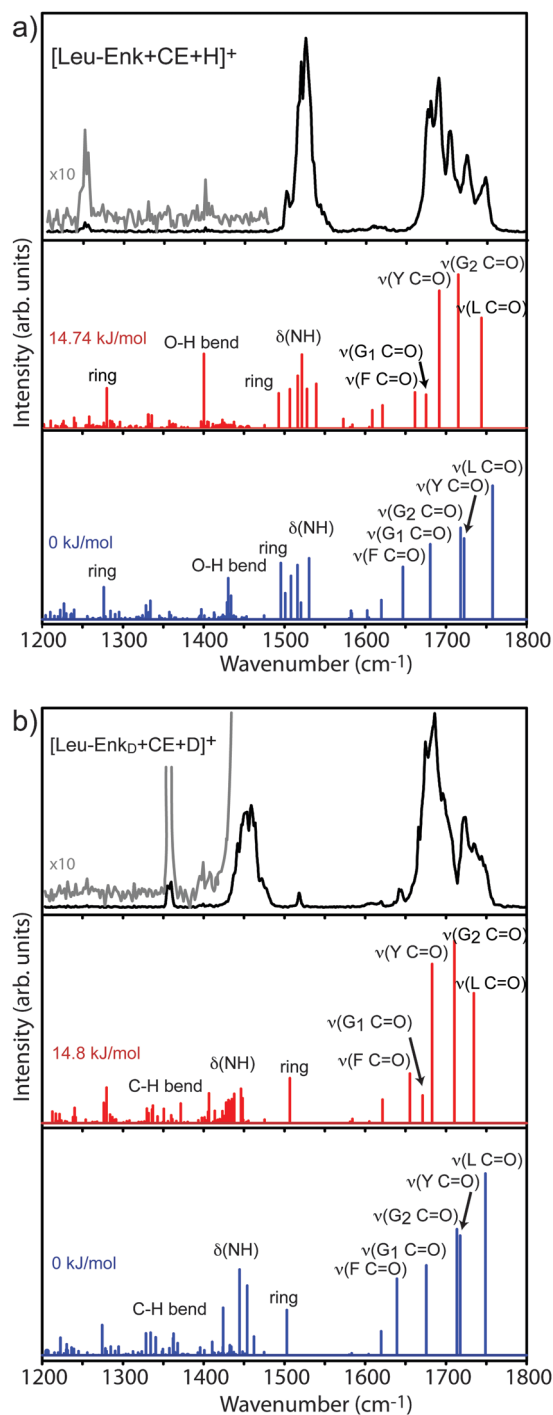 a)
[Leu-Enk+CE+H]+
x10
Intensity (arb. units)
ν(G2 C=O)
ν(Y C=O)
ν(L C=O)
14.74 kJ/mol
O-H bend
δ(NH)
ν(G1 C=O)
ring
ring
ν(F C=O)
ν(L C=O)
ν(Y C=O)
ν(G2 C=O)
0 kJ/mol
δ(NH)
ν(G1 C=O)
ring
ν(F C=O)
O-H bend
ring
1200 1300 1400 1500 1600 1700 1800
Wavenumber (cm-1)
b)
[Leu-EnkD+CE+D]+
x10
Intensity (arb. units)
ν(G2 C=O)
ν(Y C=O)
ν(L C=O)
ν(G1 C=O)
14.8 kJ/mol
δ(NH)
ring
ν(F C=O)
C-H bend
ν(L C=O)
ν(Y C=O)
ν(G2 C=O)
δ(NH)
ν(G1 C=O)
0 kJ/mol
ν(F C=O)
ring
C-H bend
1200 1300 1400 1500 1600 1700 1800
Wavenumber (cm-1)